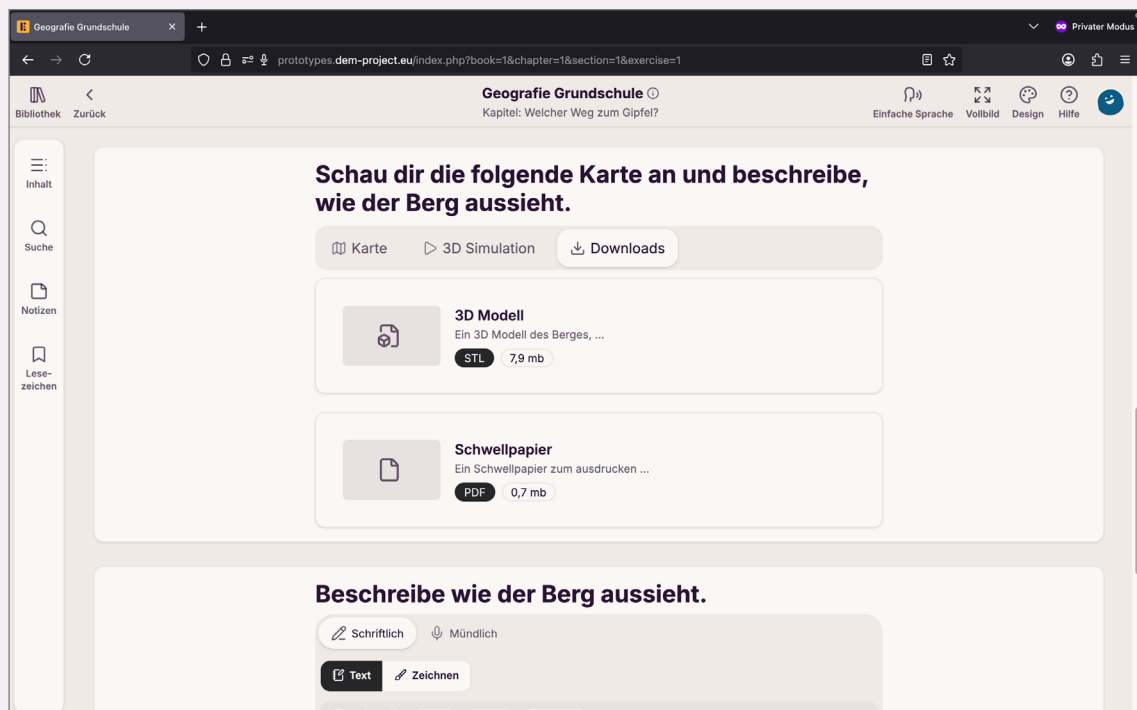 Geografie Grundschule
Privater Modus
prototypes.dem-project.eu/index.php?book=1&chapter=1&section=1&exercise=1
Bibliothek
Zurück
Geografie Grundschule
Kapitel: Welcher Weg zum Gipfel?
Einfache Sprache
Vollbild
Design
Hilfe
Inhalt
Suche
Notizen
Lese-
zeichen
Schau dir die folgende Karte an und beschreibe,
wie der Berg aussieht.
Karte
3D Simulation
Downloads
3D Modell
Ein 3D Modell des Berges, ...
STL
7,9 mb
Schwellpapier
Ein Schwellpapier zum ausdrucken ...
PDF
0,7 mb
Beschreibe wie der Berg aussieht.
Schriftlich
Mündlich
Text
Zeichnen